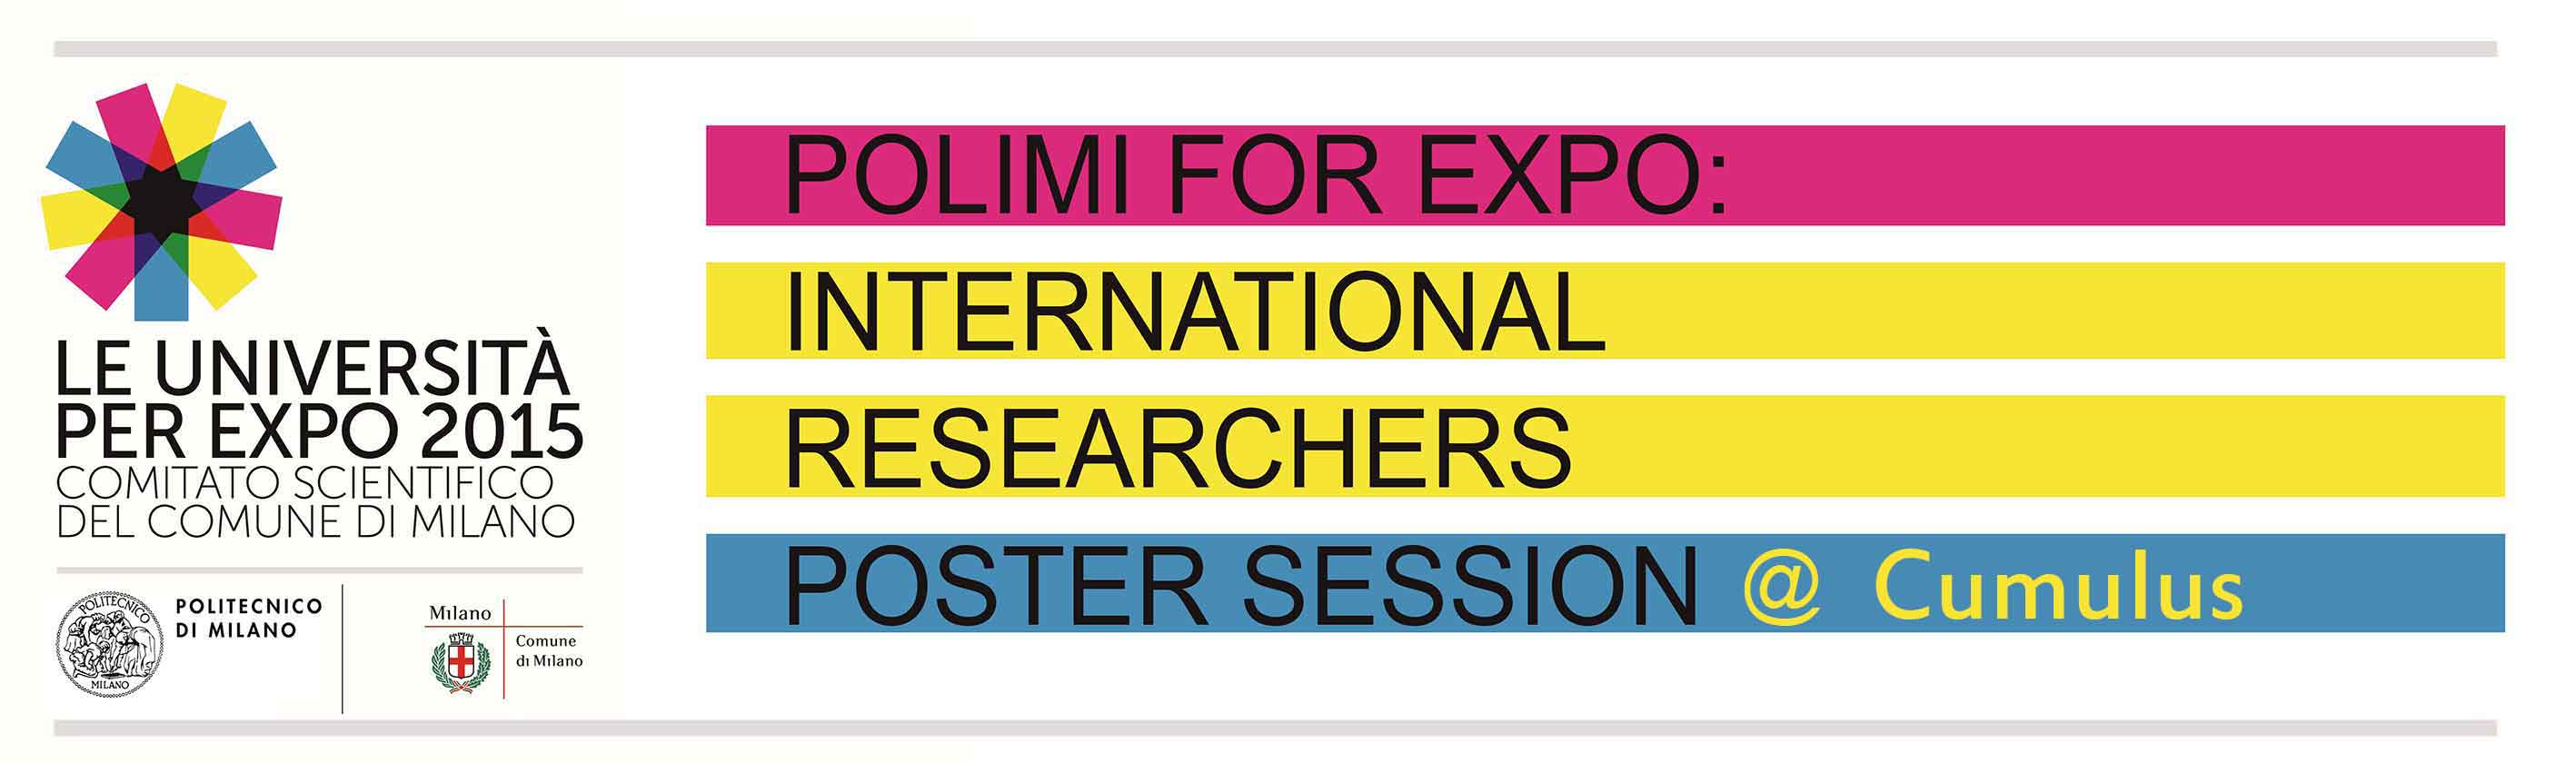 LE UNIVERSITÀ
PER EXPO 2015
COMITATO SCIENTIFICO
DEL COMUNE DI MILANO
POLITECNICO
MILANO
POLITECNICO
DI MILANO
Milano
Comune
di Milano
POLIMI FOR EXPO:
INTERNATIONAL
RESEARCHERS
POSTER SESSION @ Cumulus